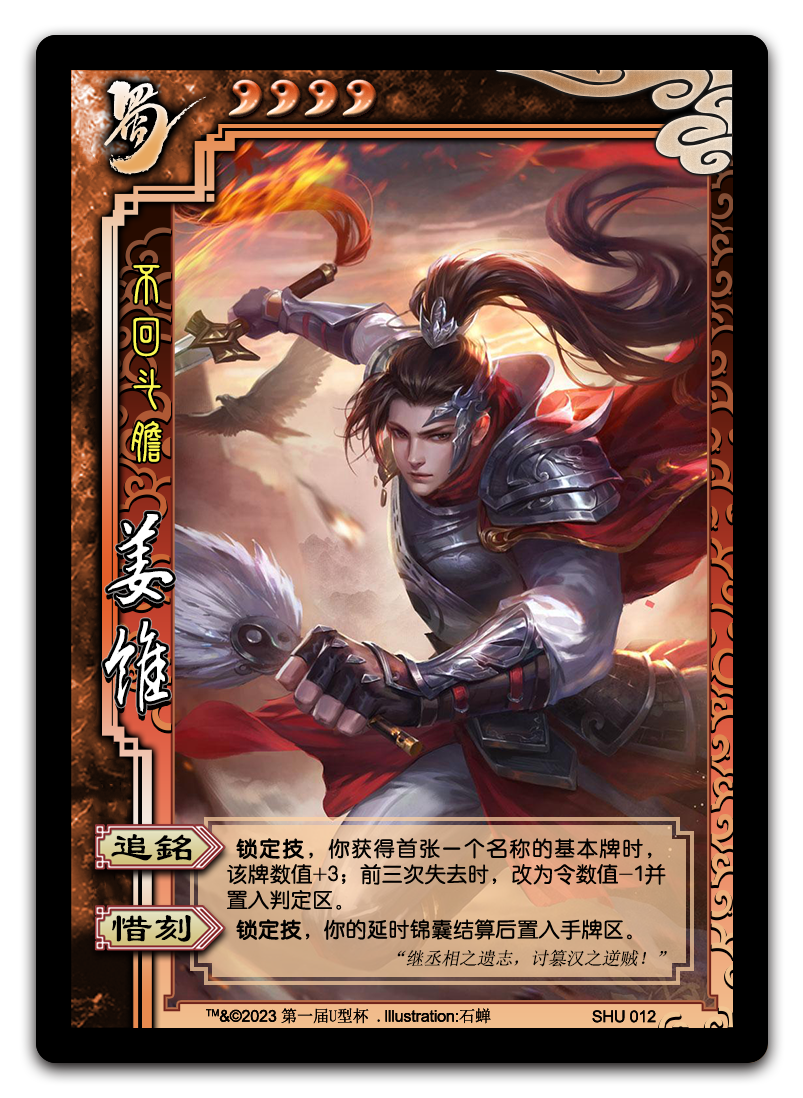 蜀
不回斗膽
姜维
追銘
锁定技，你获得首张一个名称的基本牌时，
该牌数值+3；前三次失去时，改为令数值-1并
置入判定区。
惜刻
锁定技，你的延时锦囊结算后置入手牌区。
“继丞相之遗志，讨篡汉之逆贼！”
™&©2023 第一届U型杯 . Illustration:石蝉
SHU 012